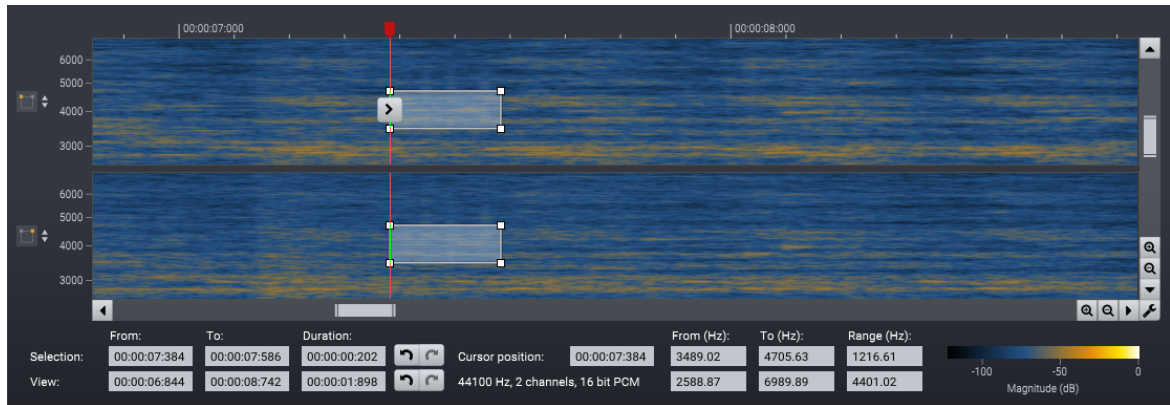 00:00:07:000 00:00:08:000
6000
5000
4000
3000
6000
5000
4000
3000
From: To: Duration: From (Hz): To (Hz): Range (Hz):
Selection: 00:00:07:384 00:00:07:586 00:00:00:202 Cursor position: 00:00:07:384 3489.02 4705.63 1216.61
View: 00:00:06:844 00:00:08:742 00:00:01:898 44100 Hz, 2 channels, 16 bit PCM 2588.87 6989.89 4401.02
-100 -50 0
Magnitude (dB)